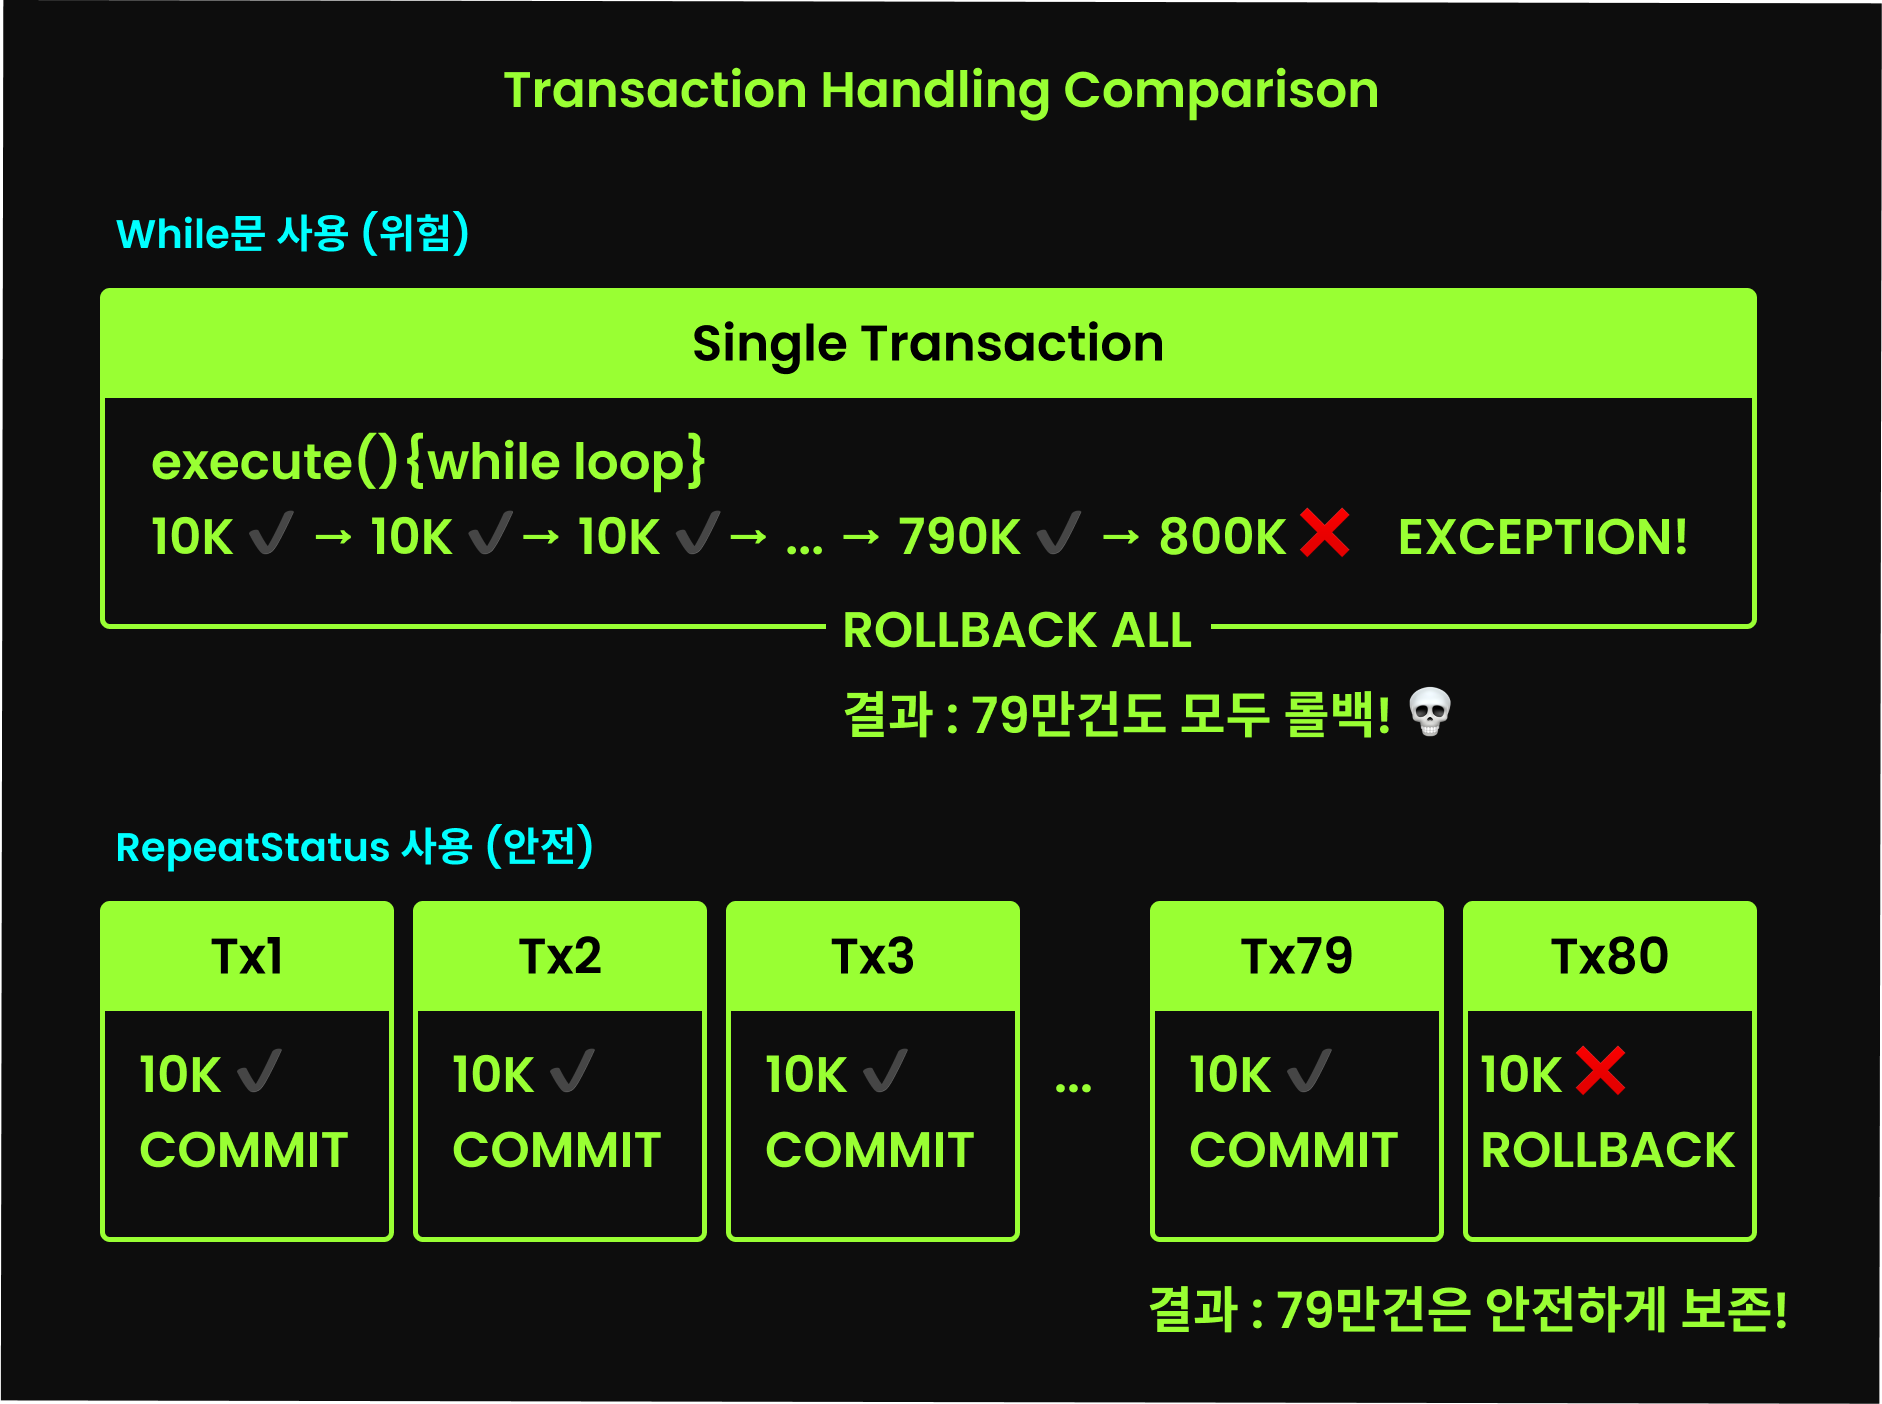 Transaction Handling Comparison
While문 사용 (위험)
Single Transaction
execute(){while loop}
10K ✔ → 10K ✔ → 10K ✔ → ... → 790K ✔ → 800K ❌ EXCEPTION!
ROLLBACK ALL
결과 : 79만건도 모두 롤백! 💀
RepeatStatus 사용 (안전)
Tx1
10K ✔
COMMIT
Tx2
10K ✔
COMMIT
Tx3
10K ✔
COMMIT
...
Tx79
10K ✔
COMMIT
Tx80
10K ❌
ROLLBACK
결과 : 79만건은 안전하게 보존!